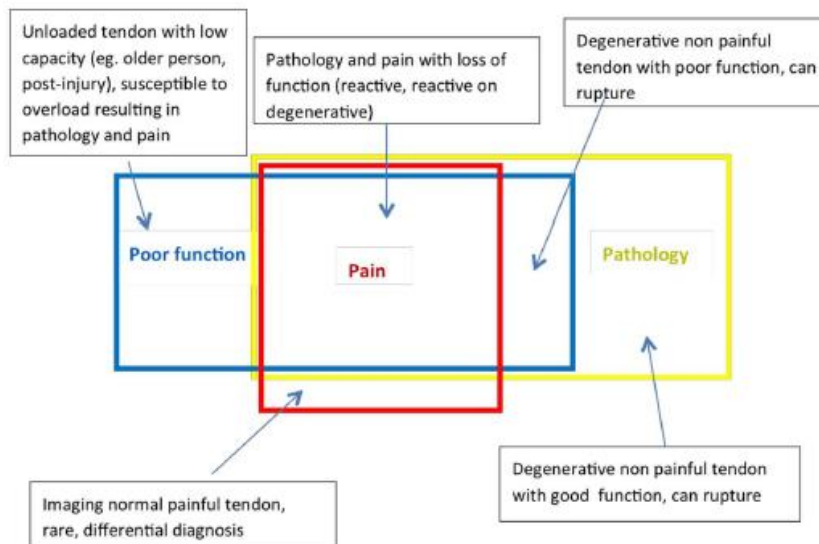 Unloaded tendon with low
capacity (eg. older person,
post-injury), susceptible to
overload resulting in
pathology and pain
Pathology and pain with loss of
function (reactive, reactive on
degenerative)
Degenerative non painful
tendon with poor function, can
rupture
Poor function
Pain
Pathology
Imaging normal painful tendon,
rare, differential diagnosis
Degenerative non painful tendon
with good function, can rupture